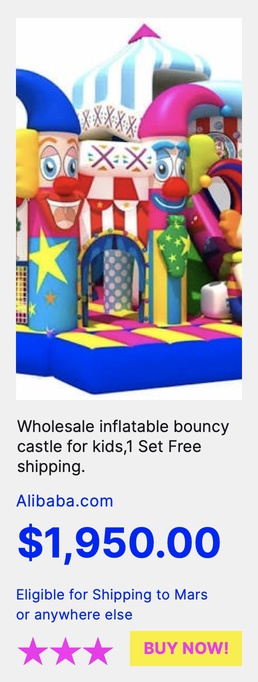 Wholesale inflatable bouncy
castle for kids,1 Set Free
shipping.
Alibaba.com
$1,950.00
Eligible for Shipping to Mars
or anywhere else
BUY NOW!